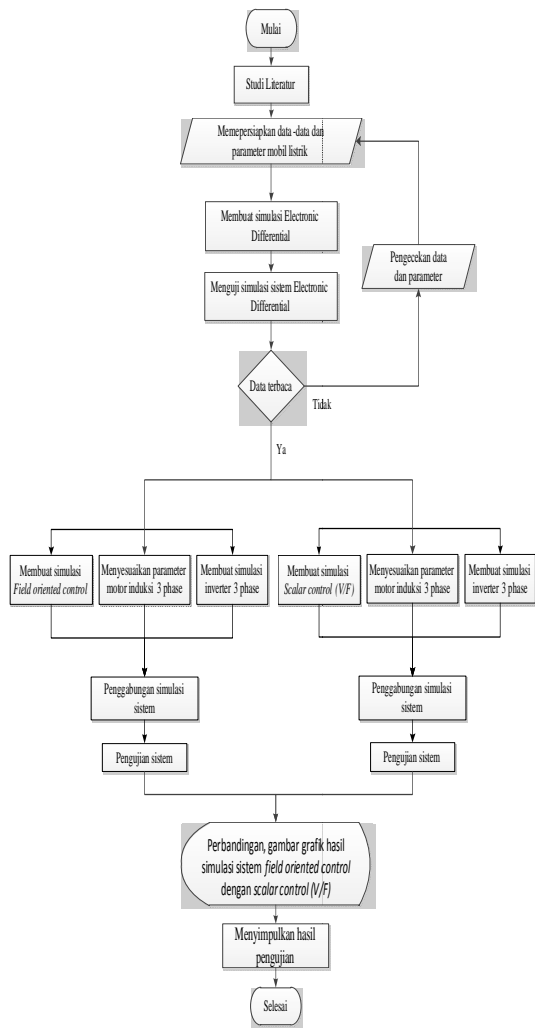 Mulai
Studi Literatur
Memepersiapkan data -data dan
parameter mobil listrik
Membuat simulasi Electronic
Differential
Pengecekan data
dan parameter
Menguji simulasi sistem Electronic
Differential
Data terbaca
Tidak
Ya
Membuat simulasi
Field oriented control
Menyesuaikan parameter
motor induksi 3 phase
Membuat simulasi
inverter 3 phase
Membuat simulasi
Scalar control (V/F)
Menyesuaikan parameter
motor induksi 3 phase
Membuat simulasi
inverter 3 phase
Penggabungan simulasi
sistem
Penggabungan simulasi
sistem
Pengujian sistem
Pengujian sistem
Perbandingan, gambar grafik hasil
simulasi sistem field oriented control
dengan scalar control (V/F)
Menyimpulkan hasil
pengujian
Selesai